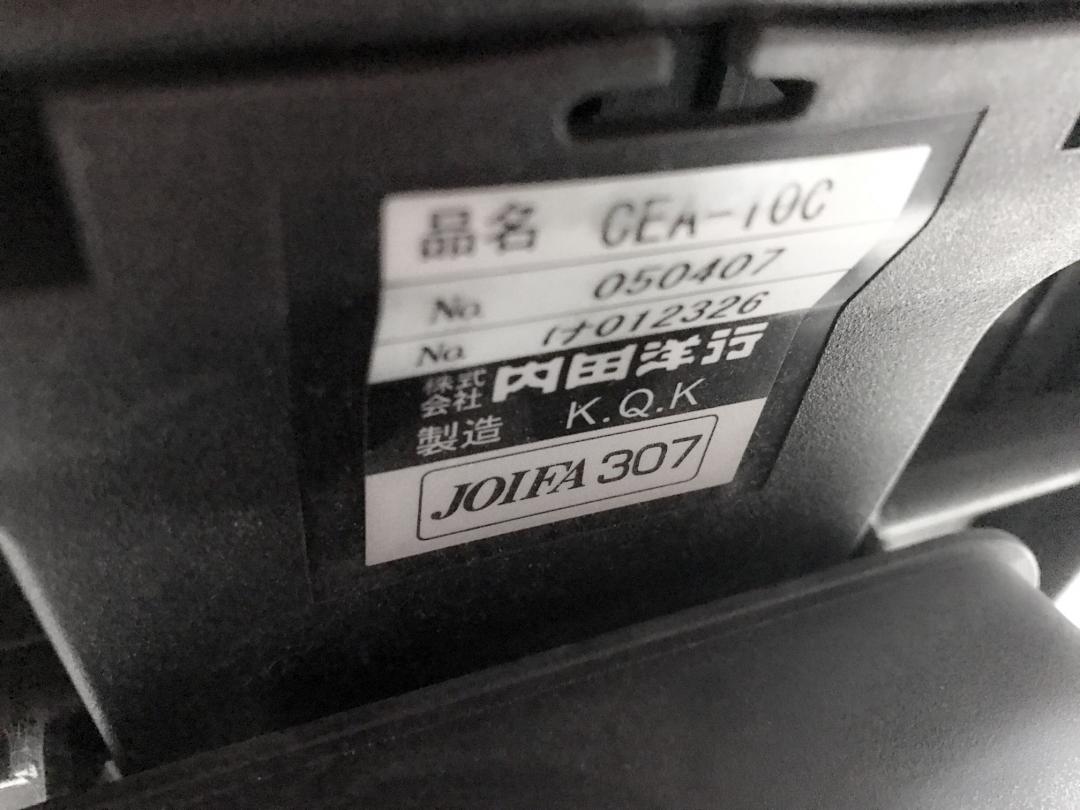 品名 CEA-10C
No. 050407
No. け012326
株式会社 内田洋行
製造 K.Q.K
JOIFA 307